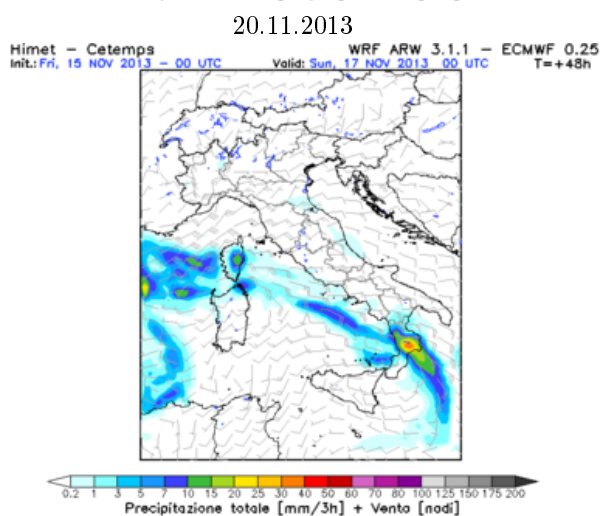 20.11.2013
Himet – Cetemps WRF ARW 3.1.1 – ECMWF 0.25
Init.: Fri, 15 NOV 2013 – 00 UTC Valid: Sun, 17 NOV 2013 00 UTC T=+48h
0.2 1 3 5 7 10 15 20 25 30 40 50 60 70 80 100 125 150 175 200
Precipitazione totale [mm/3h] + Vento [nodi]